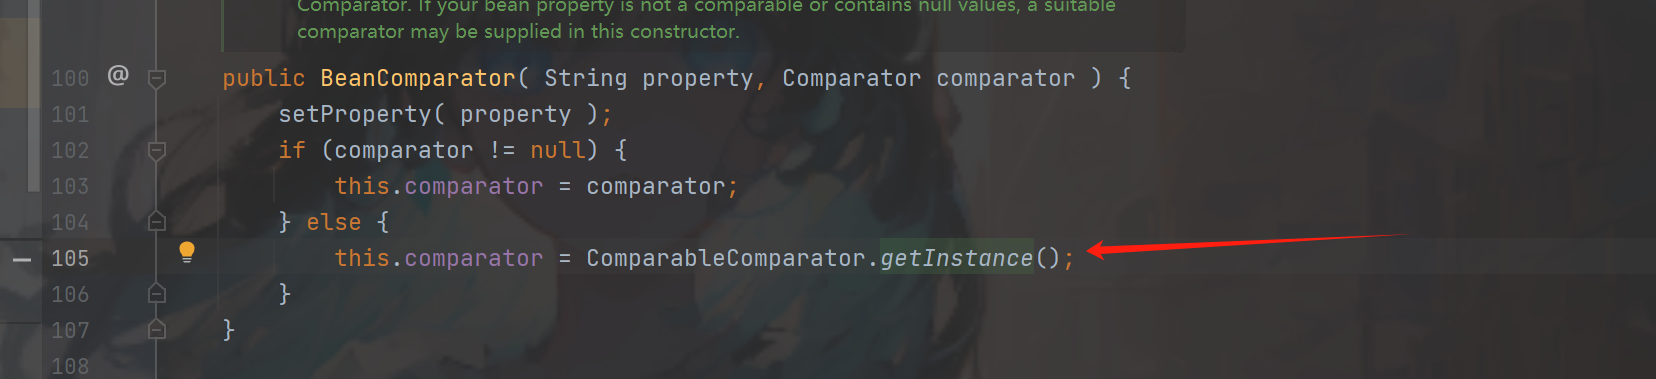 Comparator. If your bean property is not a comparable or contains null values, a suitable
comparator may be supplied in this constructor.
100 @ public BeanComparator( String property, Comparator comparator ) {
101 setProperty( property );
102 if (comparator != null) {
103 this.comparator = comparator;
104 } else {
105 this.comparator = ComparableComparator.getInstance();
106 }
107 }
108